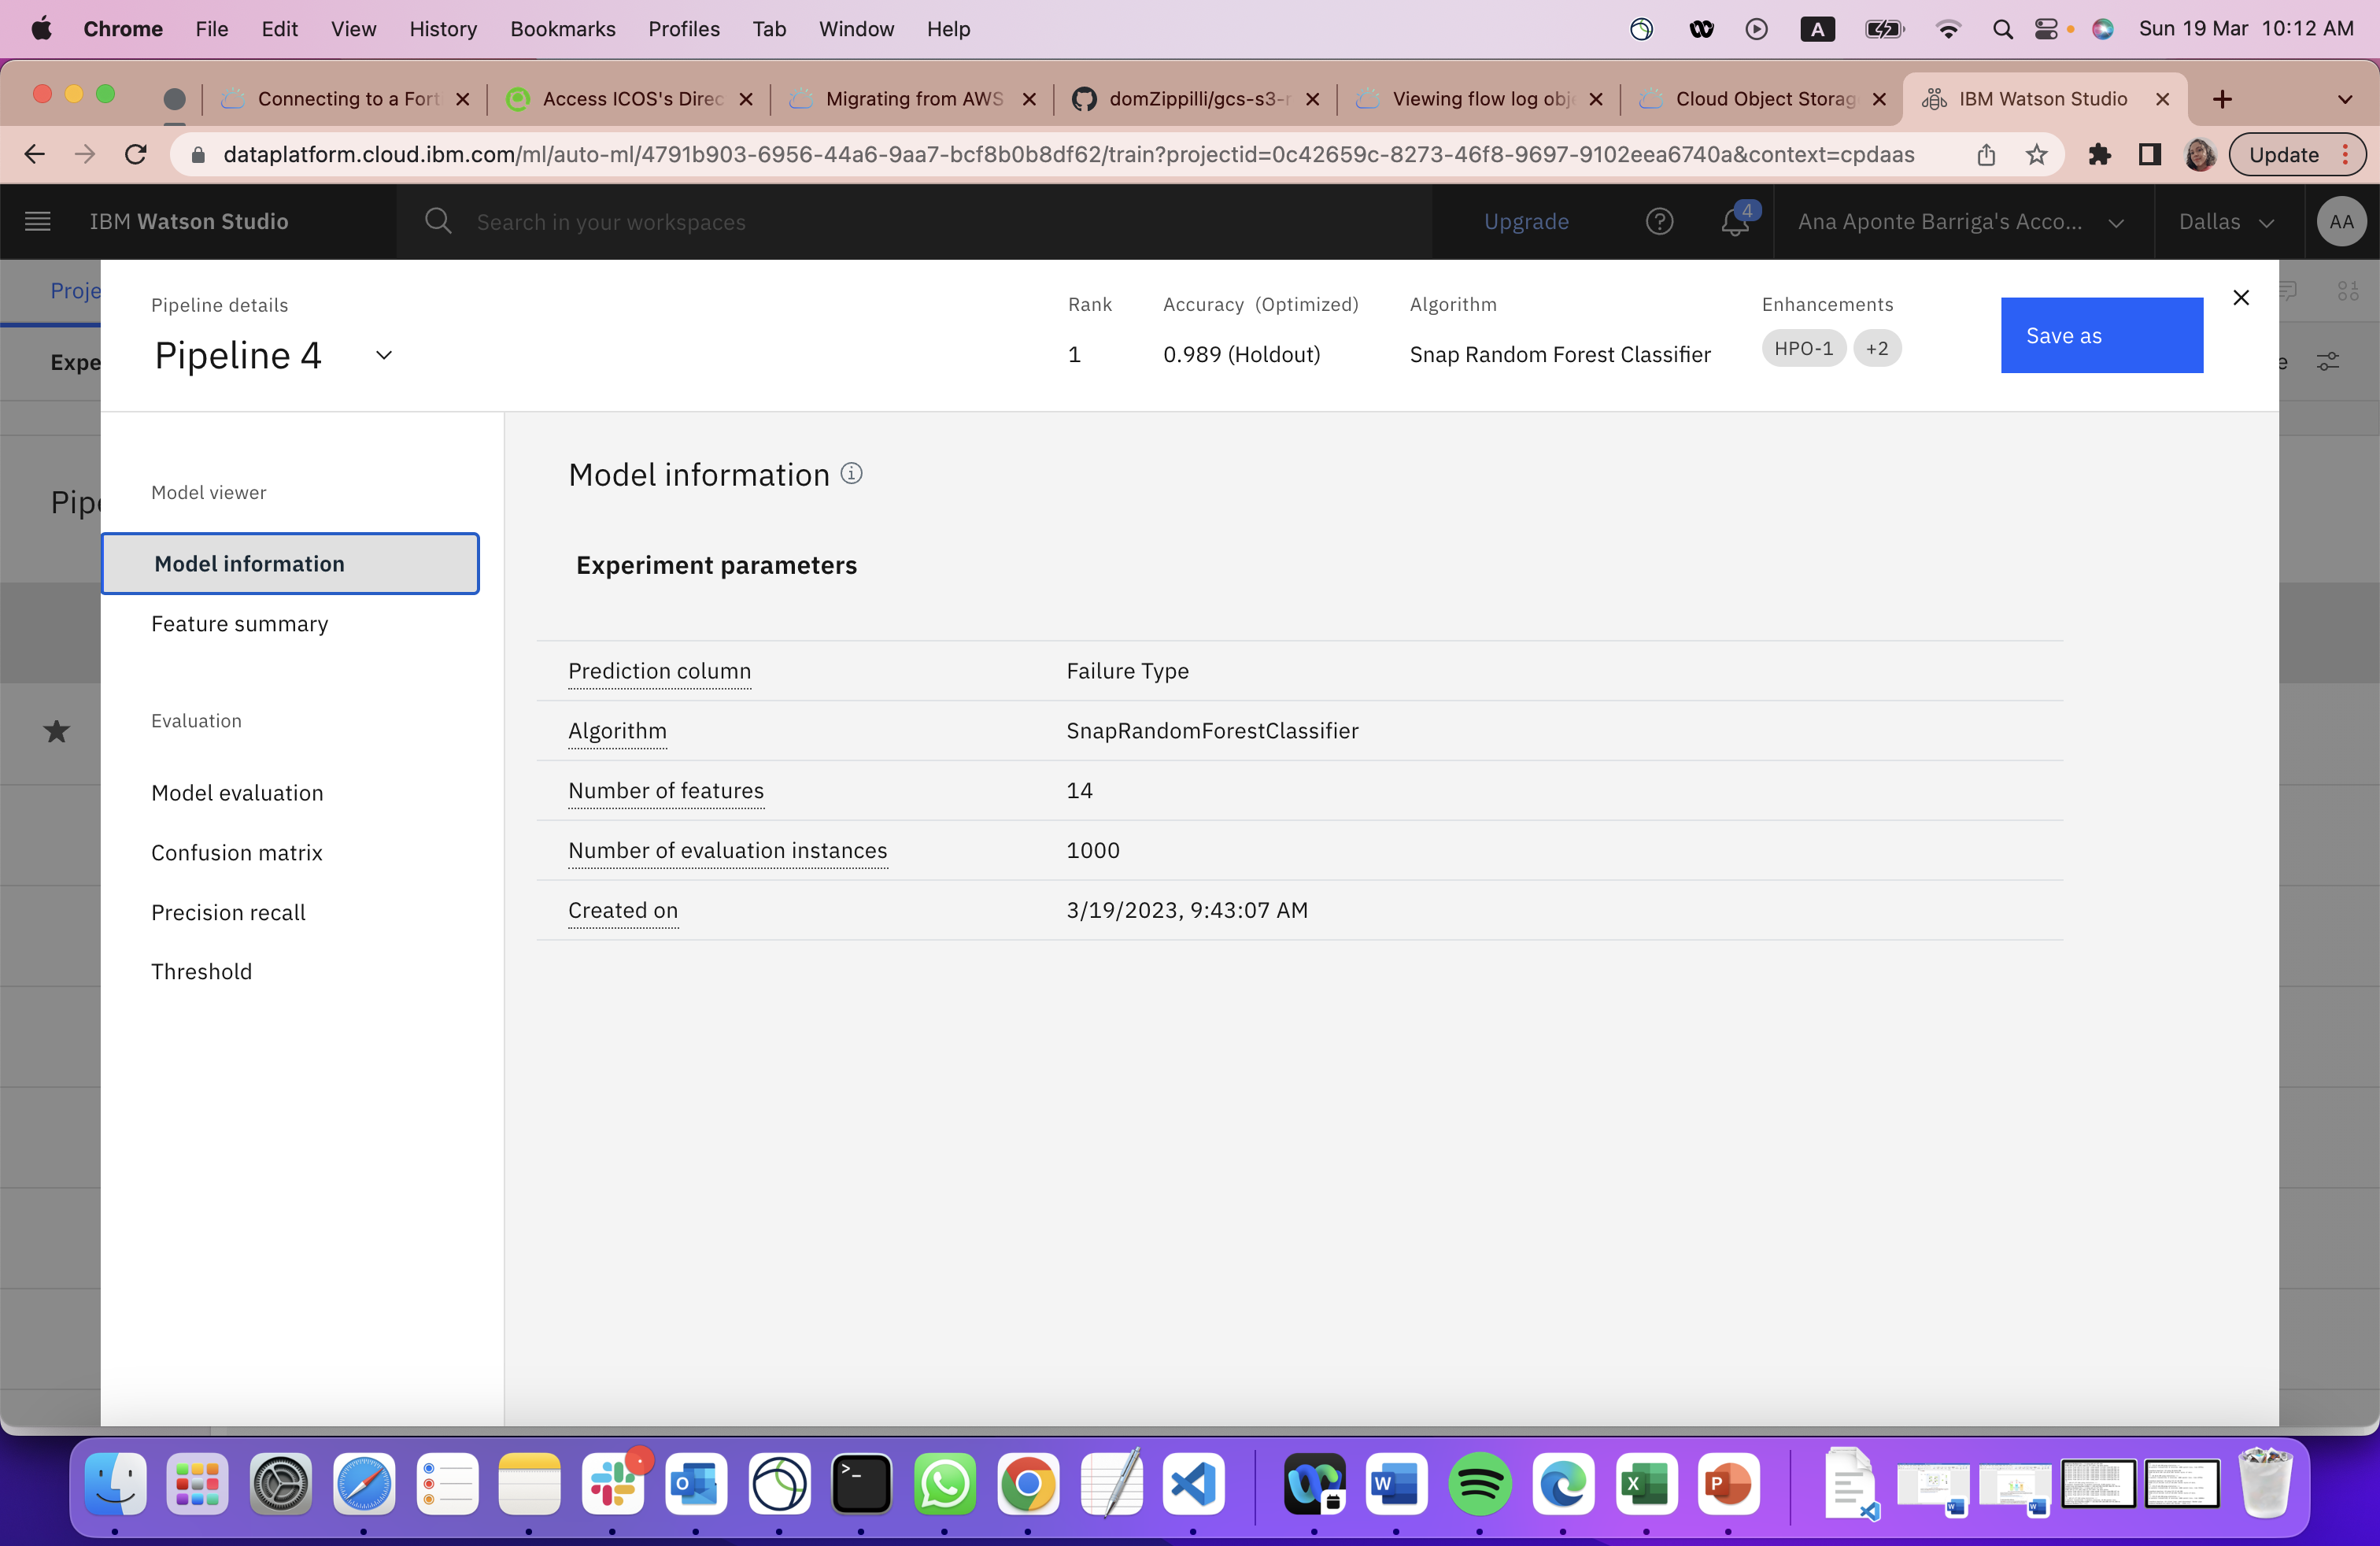 Chrome File Edit View History Bookmarks Profiles Tab Window Help A Sun 19 Mar 10:12 AM
Connecting to a Fort Access ICOS's Direc Migrating from AWS domZippilli/gcs-s3-r Viewing flow log obj Cloud Object Storag IBM Watson Studio
dataplatform.cloud.ibm.com/ml/auto-ml/4791b903-6956-44a6-9aa7-bcf8b0b8df62/train?projectid=0c42659c-8273-46f8-9697-9102eea6740a&context=cpdaas Update
IBM Watson Studio Search in your workspaces Upgrade 4 Ana Aponte Barriga's Acco... Dallas AA
Proje
Expe
Pipe
Pipeline details
Pipeline 4
Rank Accuracy (Optimized) Algorithm Enhancements
1 0.989 (Holdout) Snap Random Forest Classifier HPO-1 +2
Save as
e
Model viewer
Model information
Feature summary
Evaluation
Model evaluation
Confusion matrix
Precision recall
Threshold
Model information
Experiment parameters
Prediction column Failure Type
Algorithm SnapRandomForestClassifier
Number of features 14
Number of evaluation instances 1000
Created on 3/19/2023, 9:43:07 AM